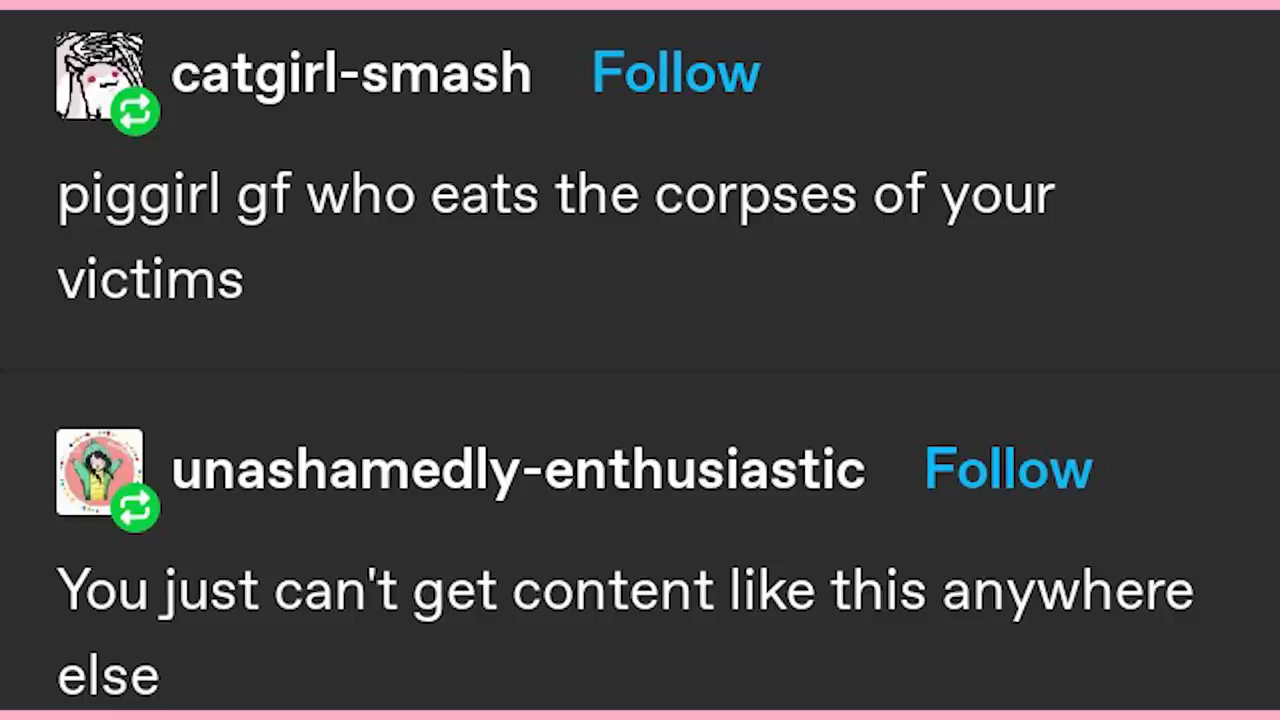 catgirl-smash Follow
piggirl gf who eats the corpses of your
victims
unashamedly-enthusiastic Follow
You just can't get content like this anywhere
else